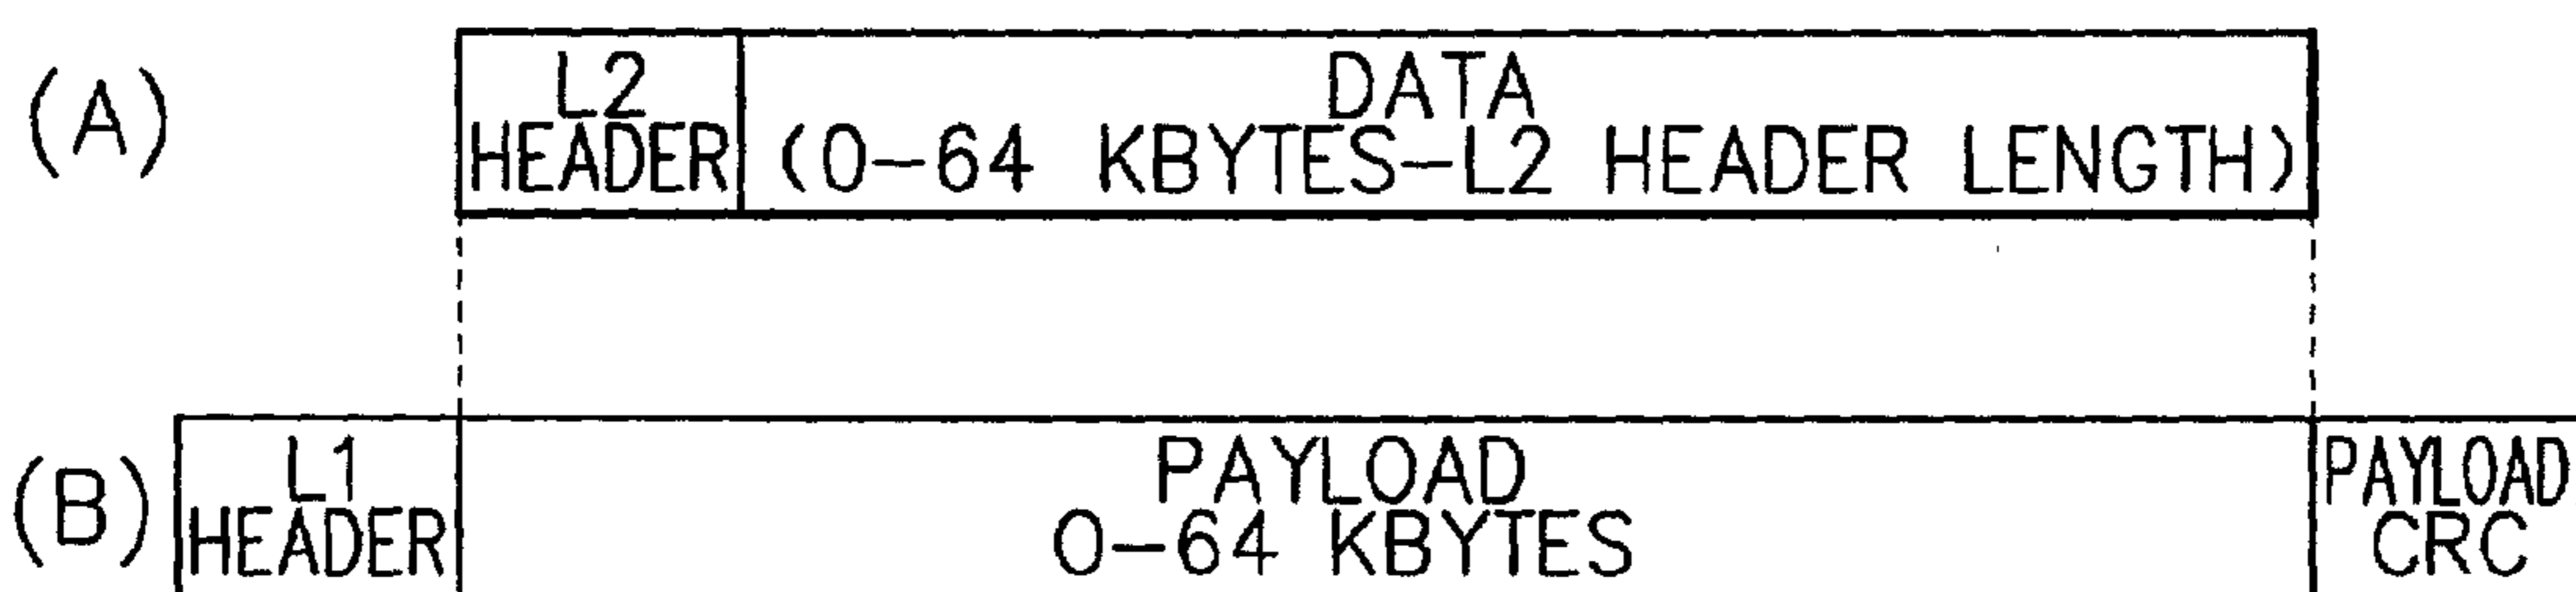 (A)
L2
HEADER
DATA
(0-64 KBYTES-L2 HEADER LENGTH)
(B)
L1
HEADER
PAYLOAD
0-64 KBYTES
PAYLOAD
CRC